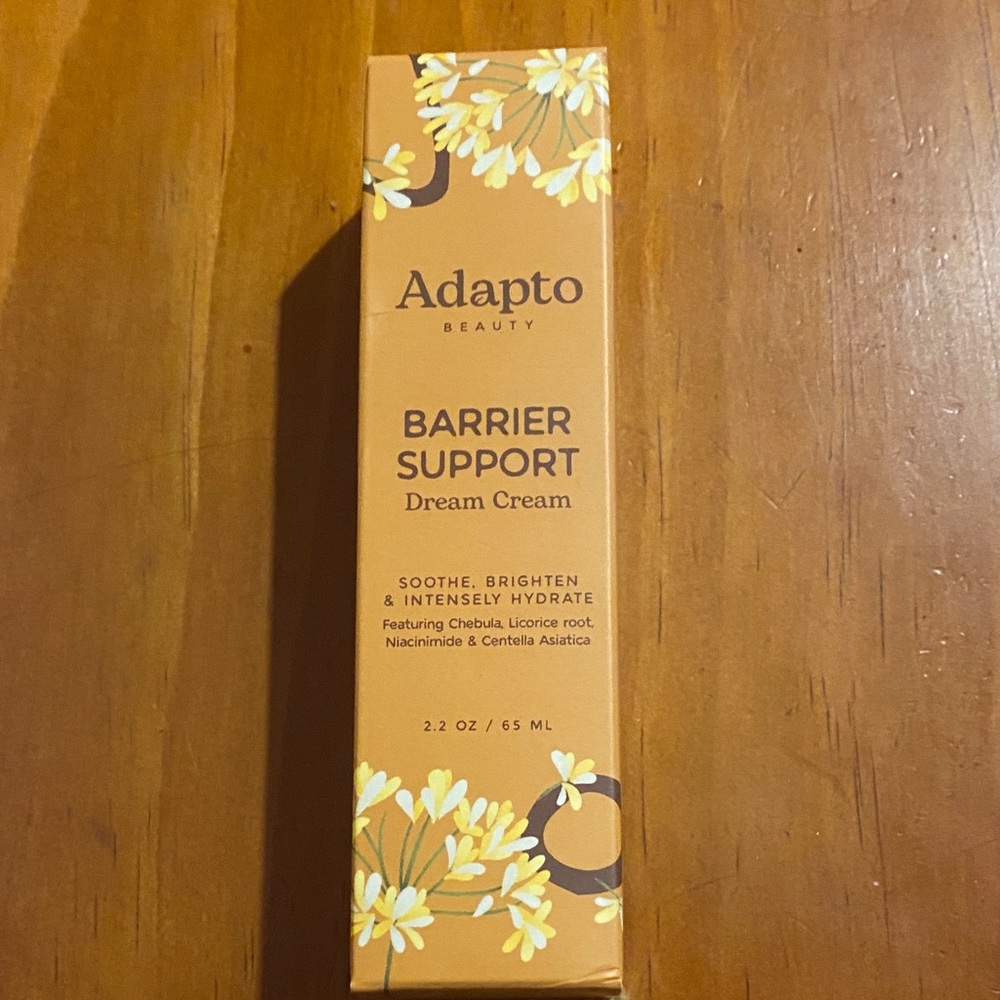 Adapto
BEAUTY
BARRIER
SUPPORT
Dream Cream
SOOTHE, BRIGHTEN
& INTENSELY HYDRATE
Featuring Chebula, Licorice root,
Niacinimide & Centella Asiatica
2.2 OZ / 65 ML